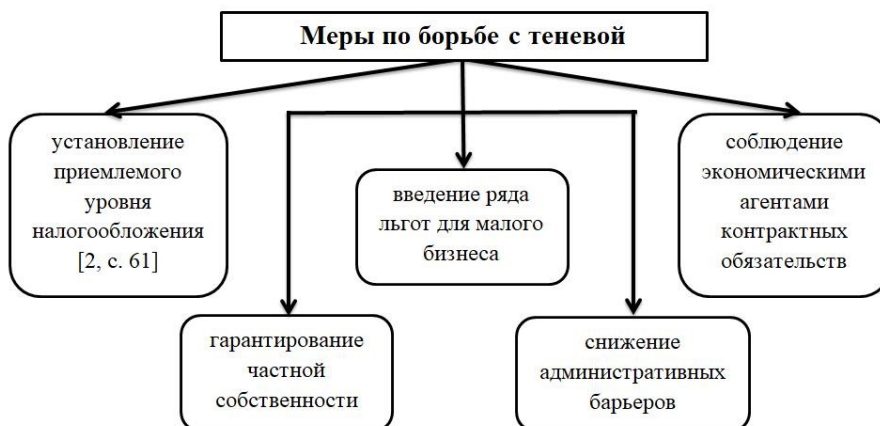 Меры по борьбе с теневой
установление
приемлемого
уровня
налогообложения
[2, с. 61]
введение ряда
льгот для малого
бизнеса
соблюдение
экономическими
агентами
контрактных
обязательств
гарантирование
частной
собственности
снижение
административных
барьеров